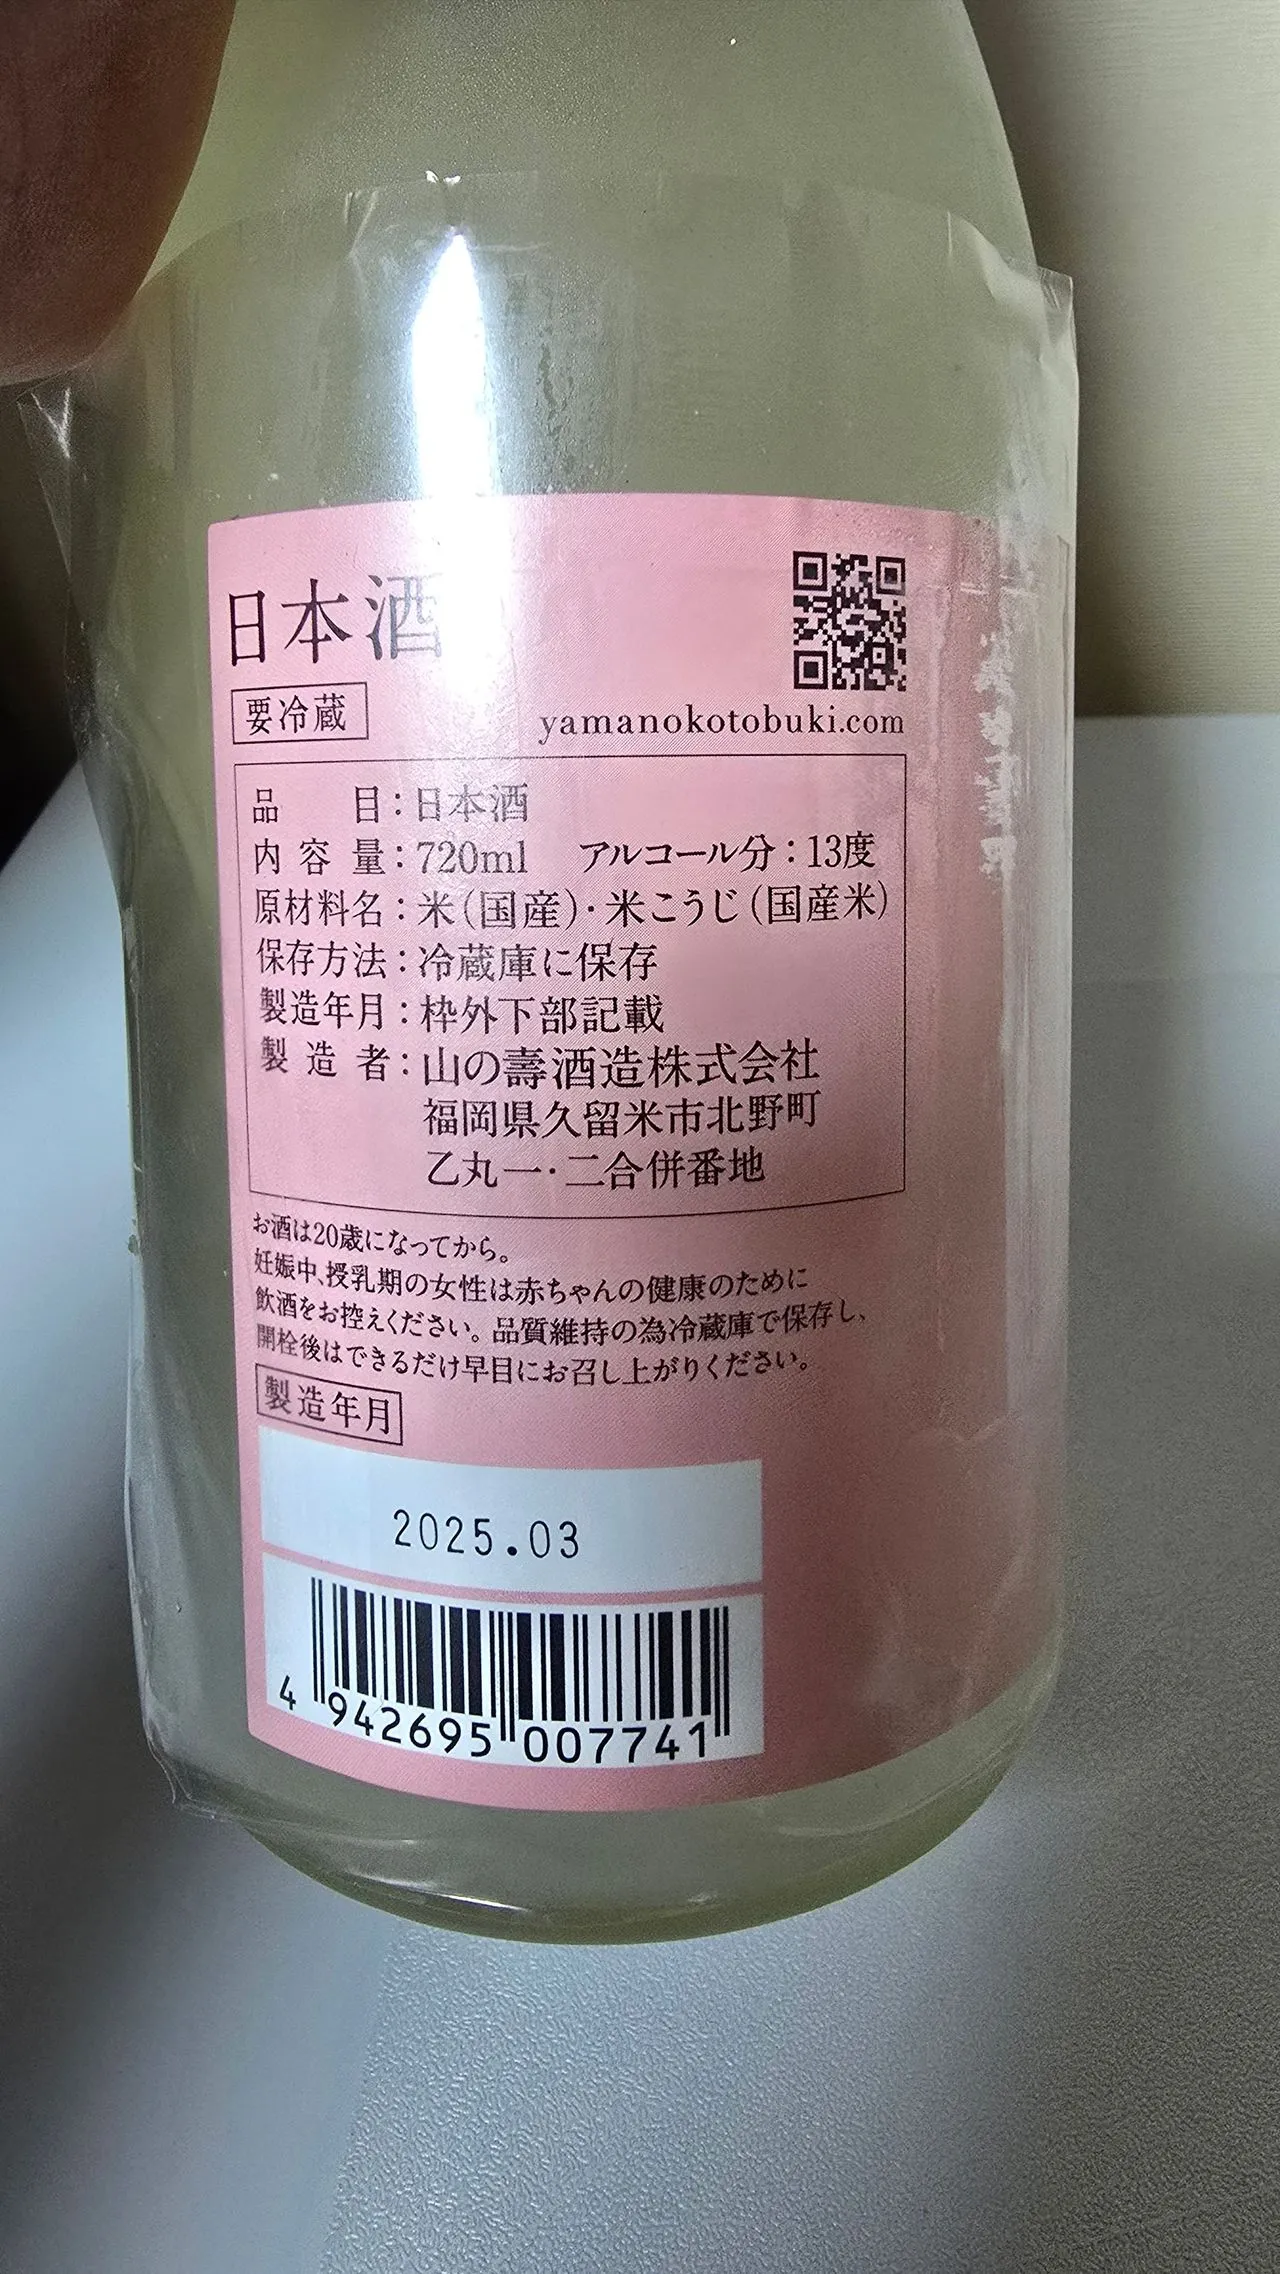 日本酒
要冷蔵
yamanokotobuki.com
品目：日本酒
内容量：720ml アルコール分：13度
原材料名：米（国産）・米こうじ（国産米）
保存方法：冷蔵庫に保存
製造年月：枠外下部記載
製造者：山の壽酒造株式会社
福岡県久留米市北野町
乙丸一・二合併番地
お酒は20歳になってから。
妊娠中、授乳期の女性は赤ちゃんの健康のために
飲酒をお控えください。品質維持の為冷蔵庫で保存し、
開栓後はできるだけ早目にお召し上がりください。
製造年月
2025.03
4 942695 007741